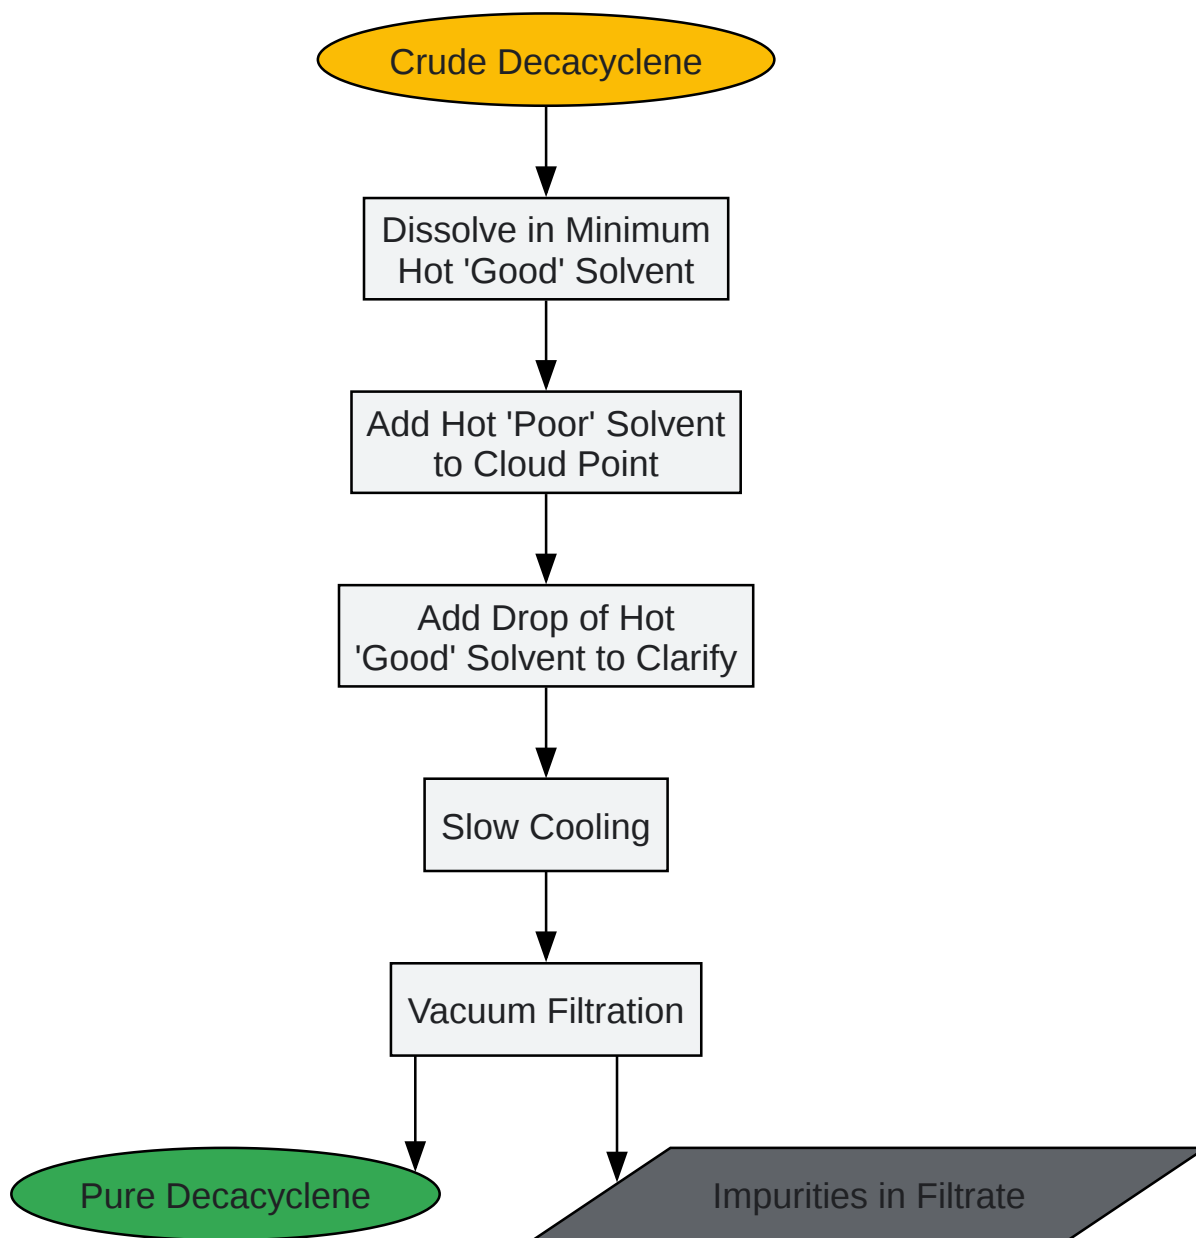 Crude Decacyclene
Dissolve in Minimum
Hot 'Good' Solvent
Add Hot 'Poor' Solvent
to Cloud Point
Add Drop of Hot
'Good' Solvent to Clarify
Slow Cooling
Vacuum Filtration
Pure Decacyclene
Impurities in Filtrate